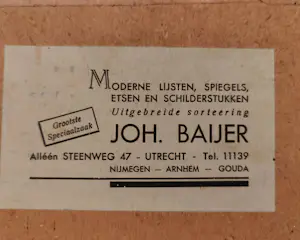 MODERNE LIJSTEN, SPIEGELS,
ETSEN EN SCHILDERSTUKKEN
Uitgebreide sorteering
Grootste
Speciaalzaak
JOH. BAIJER
Alléén STEENWEG 47 - UTRECHT - Tel. 11139
NIJMEGEN — ARNHEM — GOUDA